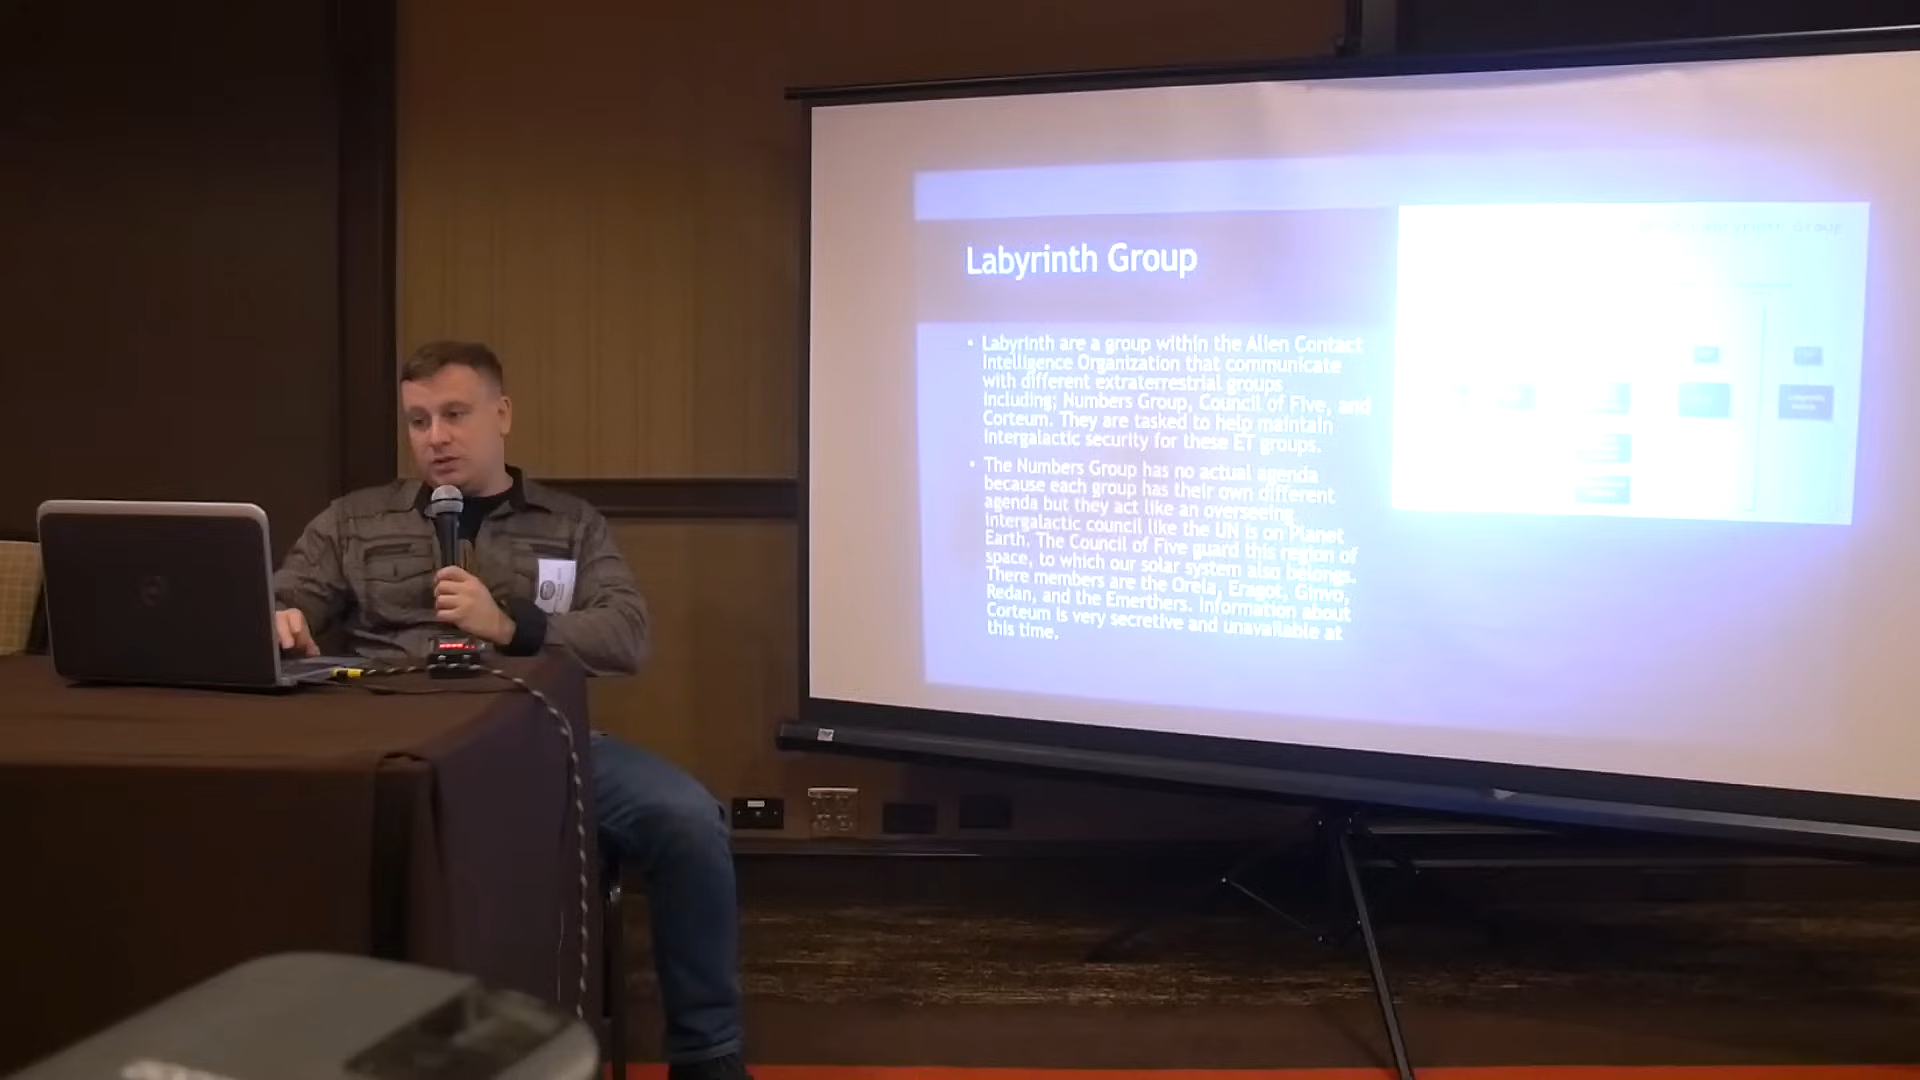 Labyrinth Group
• Labyrinth are a group within the Alien Contact
Intelligence Organization that communicate
with different extraterrestrial groups
including; Numbers Group, Council of Five, and
Corteum. They are tasked to help maintain
intergalactic security for these ET groups.
• The Numbers Group has no actual agenda
because each group has their own different
agenda but they act like an overseeing
intergalactic council like the UN is on Planet
Earth. The Council of Five guard this region of
space, to which our solar system also belongs.
There members are the Orela, Eragot, Ginvo,
Redan, and the Emerthers. Information about
Corteum is very secretive and unavailable at
this time.
Labyrinth Group